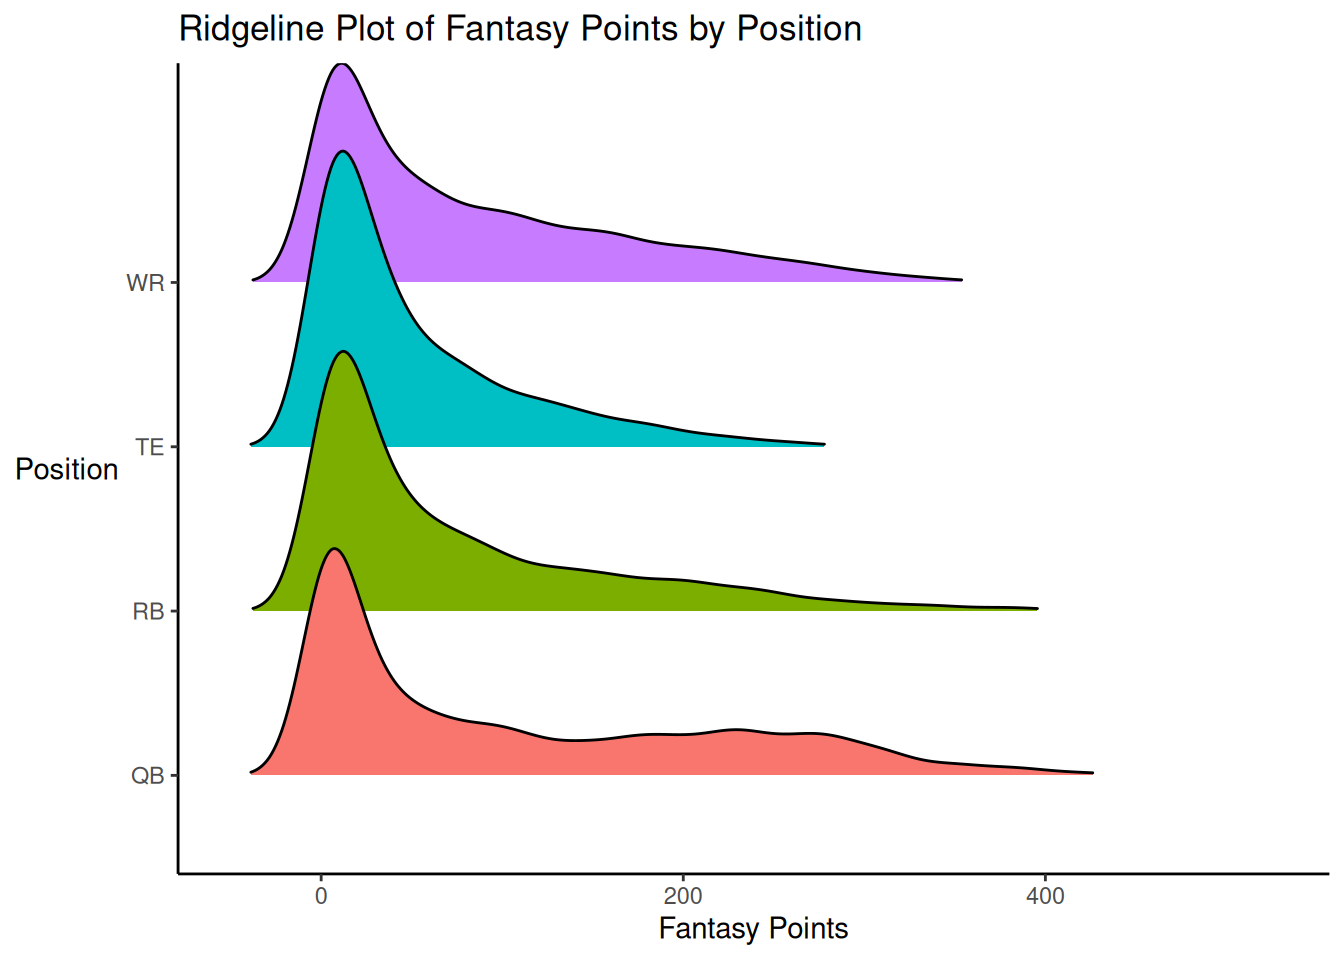 Ridgeline Plot of Fantasy Points by Position
WR
TE
Position
RB
QB
0 200 400
Fantasy Points